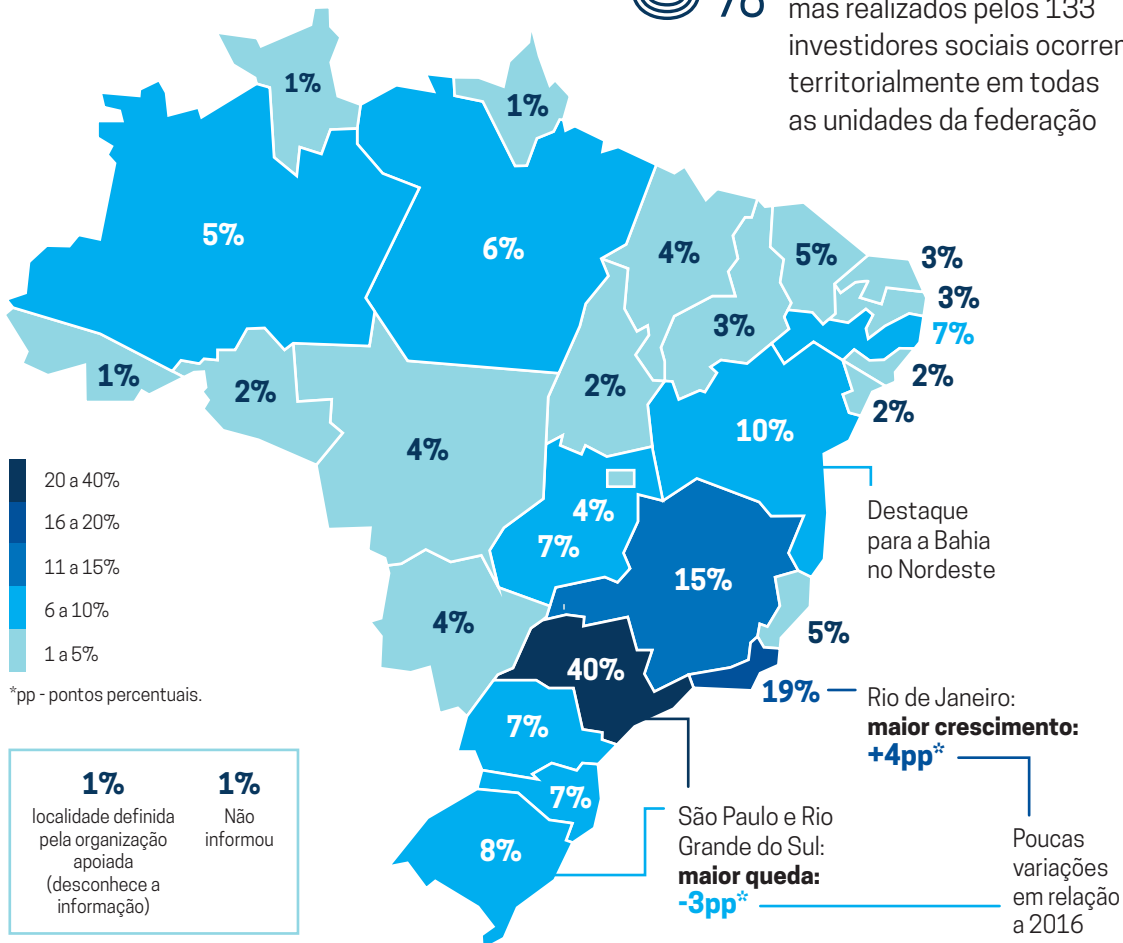 %
mas realizados pelos 133
investidores sociais ocorrem
territorialmente em todas
as unidades da federação
1%
1%
5%
6%
4%
5%
3%
3%
3%
7%
1%
2%
2%
2%
2%
10%
4%
4%
7%
15%
4%
5%
40%
19%
7%
7%
8%
Destaque
para a Bahia
no Nordeste
20 a 40%
16 a 20%
11 a 15%
6 a 10%
1 a 5%
*pp - pontos percentuais.
1%
localidade definida
pela organização
apoiada
(desconhece a
informação)
1%
Não
informou
Rio de Janeiro:
maior crescimento:
+4pp*
São Paulo e Rio
Grande do Sul:
maior queda:
-3pp*
Poucas
variações
em relação
a 2016